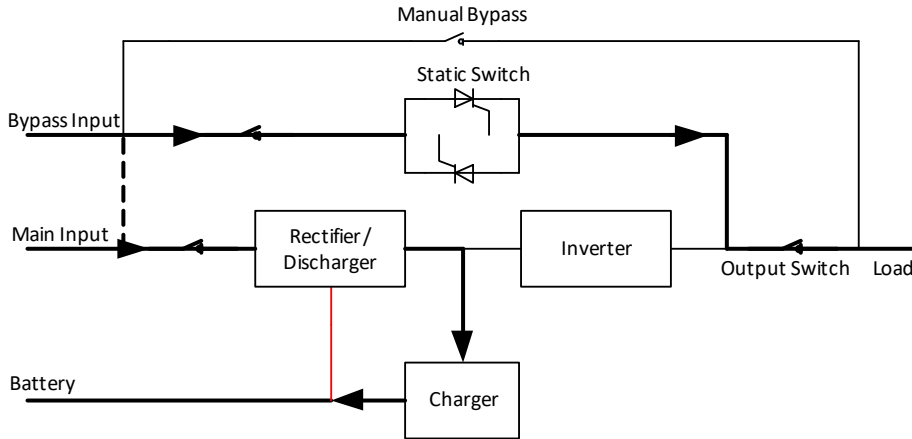 Manual Bypass
Static Switch
Bypass Input
Main Input
Rectifier/
Discharger
Inverter
Output Switch
Load
Battery
Charger